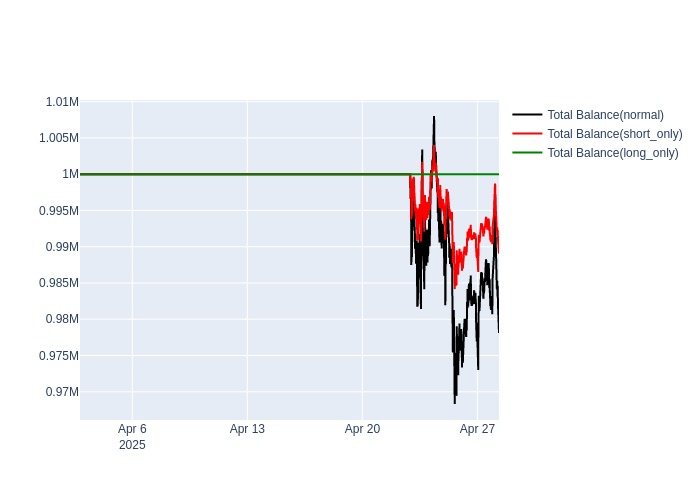 1.01M
1.005M
1M
0.995M
0.99M
0.985M
0.98M
0.975M
0.97M
Apr 6
2025
Apr 13
Apr 20
Apr 27
Total Balance(normal)
Total Balance(short_only)
Total Balance(long_only)